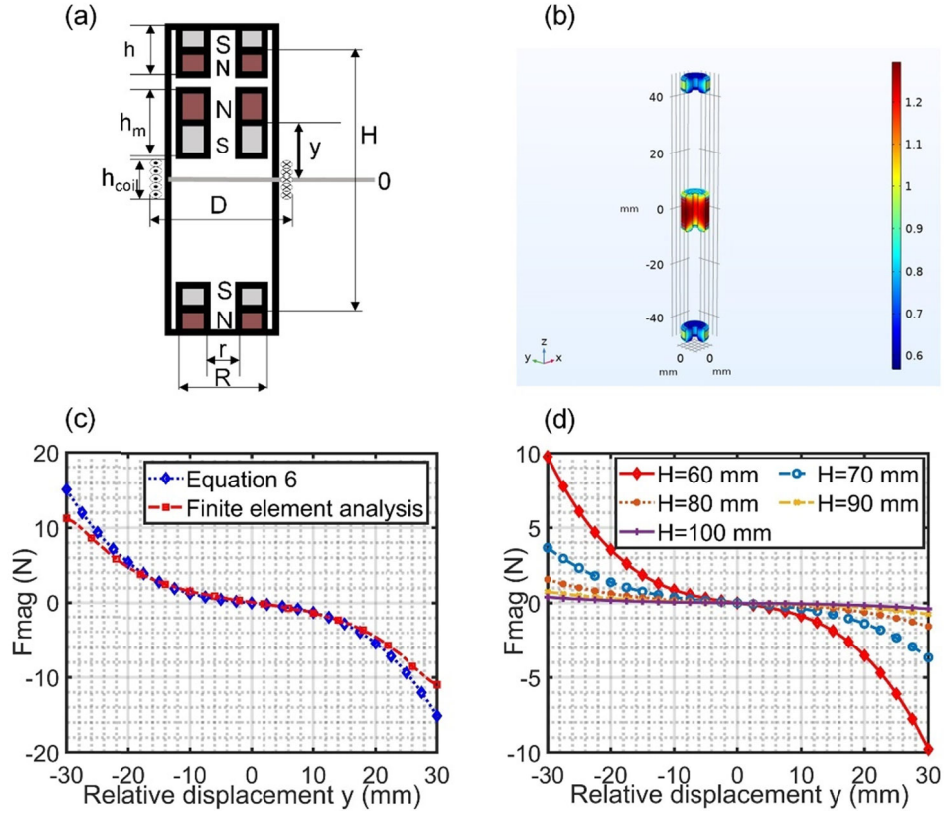 (a)
h
S
N
h_m
N
S
y
H
h_coil
0
D
S
N
r
R
(b)
40
20
mm
0
-20
-40
z
y
x
0
0
mm
mm
1.2
1.1
1
0.9
0.8
0.7
0.6
(c)
20
10
0
-10
-20
Fmag (N)
Equation 6
Finite element analysis
-30 -20 -10 0 10 20 30
Relative displacement y (mm)
(d)
10
5
0
-5
-10
Fmag (N)
H=60 mm H=70 mm
H=80 mm H=90 mm
H=100 mm
-30 -20 -10 0 10 20 30
Relative displacement y (mm)